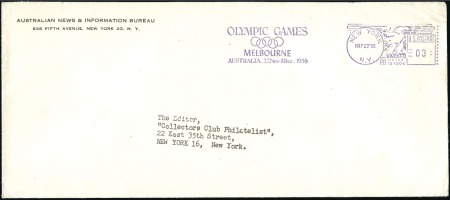 AUSTRALIAN NEWS & INFORMATION BUREAU
636 FIFTH AVENUE, NEW YORK 20, N. Y.
OLYMPIC GAMES
MELBOURNE
AUSTRALIA. 22Nov-8Dec. 1956
NEW YORK
N.Y.
U.S. POSTAGE
03
The Editor,
"Collectors Club Philatelist",
22 East 35th Street,
NEW YORK 16, New York.